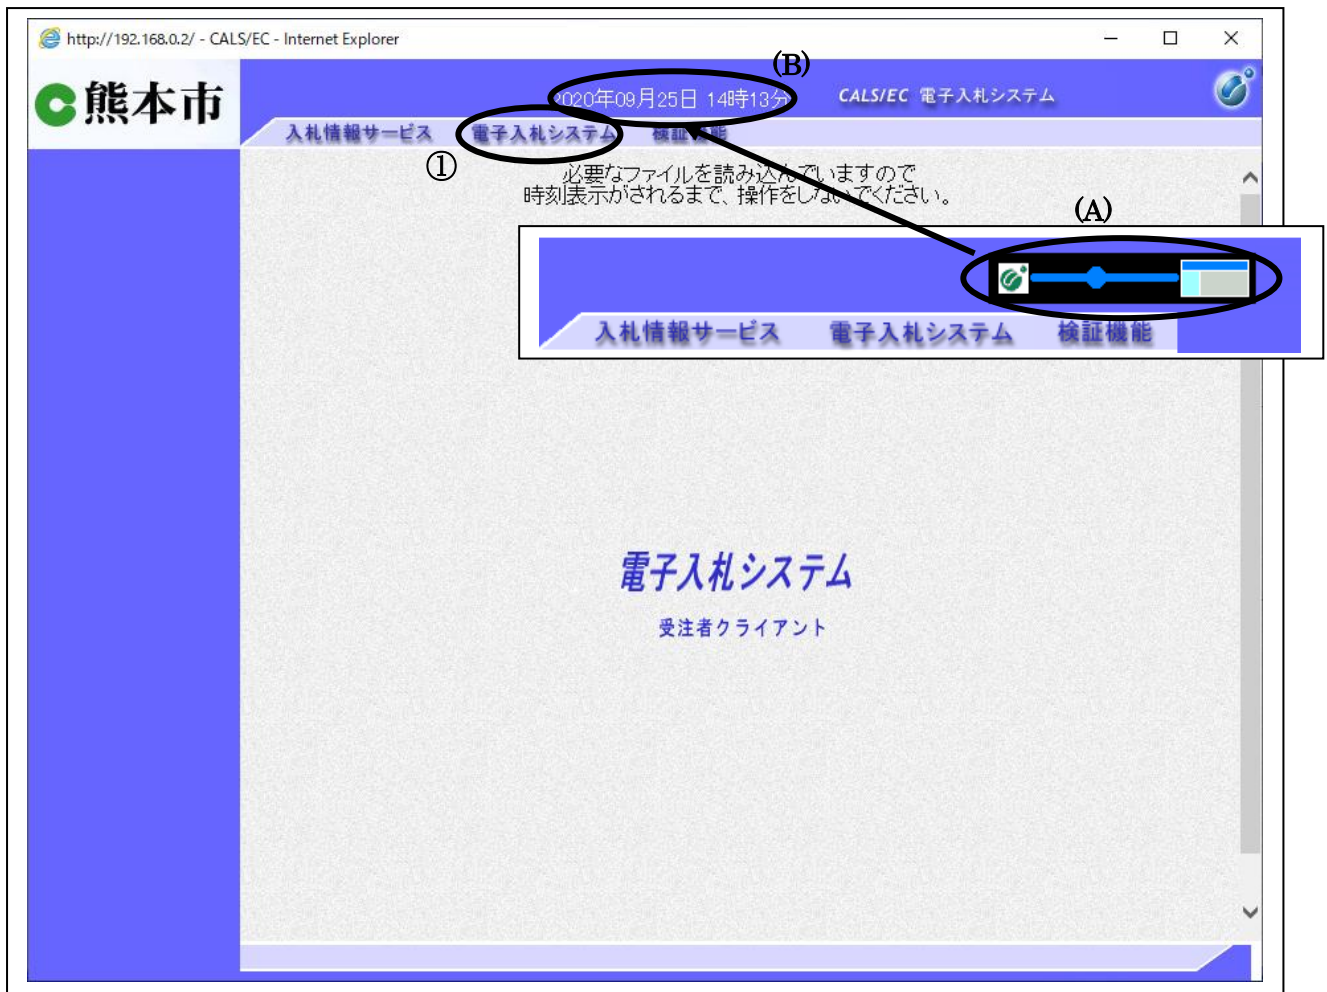 http://192.168.0.2/ - CALS/EC - Internet Explorer
熊本市
(B)
2020年09月25日 14時13分
CALS/EC 電子入札システム
入札情報サービス 電子入札システム 検証機能
①
必要なファイルを読み込んでいますので
時刻表示がされるまで、操作をしないでください。
(A)
入札情報サービス 電子入札システム 検証機能
電子入札システム
受注者クライアント